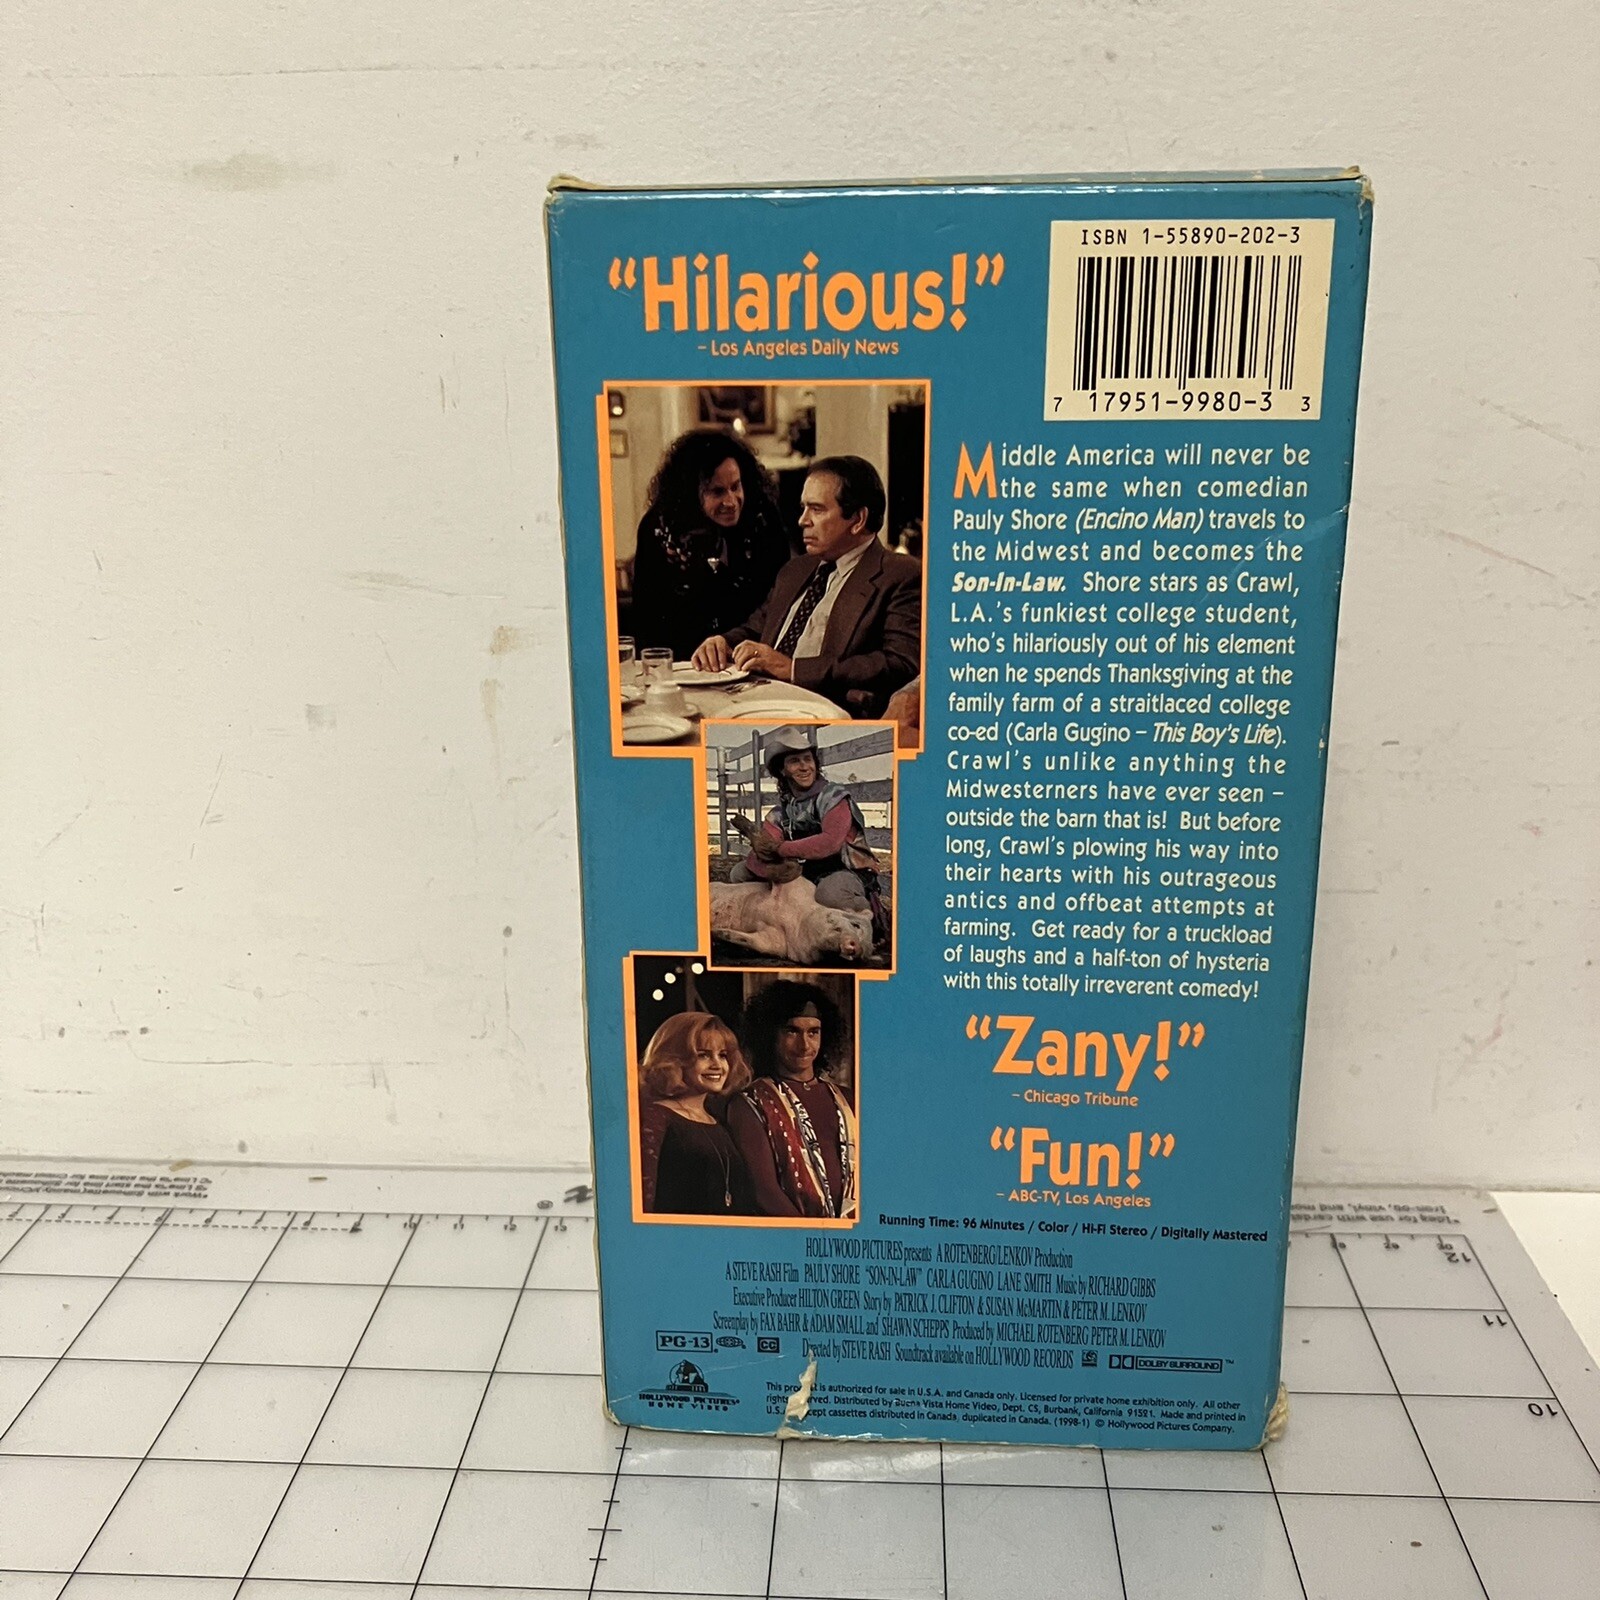 “Hilarious!”
– Los Angeles Daily News
ISBN 1-55890-202-3
7 17951-9980-3 3
Middle America will never be
the same when comedian
Pauly Shore (Encino Man) travels to
the Midwest and becomes the
Son-In-Law. Shore stars as Crawl,
L.A.'s funkiest college student,
who's hilariously out of his element
when he spends Thanksgiving at the
family farm of a straitlaced college
co-ed (Carla Gugino – This Boy's Life).
Crawl's unlike anything the
Midwesterners have ever seen –
outside the barn that is! But before
long, Crawl's plowing his way into
their hearts with his outrageous
antics and offbeat attempts at
farming. Get ready for a truckload
of laughs and a half-ton of hysteria
with this totally irreverent comedy!
“Zany!”
– Chicago Tribune
“Fun!”
– ABC-TV, Los Angeles
Running Time: 96 Minutes / Color / Hi-Fi Stereo / Digitally Mastered
HOLLYWOOD PICTURES presents A ROTENBERG/LENKOV Production
A STEVE RASH Film PAULY SHORE “SON-IN-LAW” CARLA GUGINO LANE SMITH Music by RICHARD GIBBS
Executive Producer HILTON GREEN Story by PATRICK J. CLIFTON & SUSAN McMARTIN & PETER M. LENKOV
Screenplay by FAX BAHR & ADAM SMALL and SHAWN SCHEPPS Produced by MICHAEL ROTENBERG PETER M. LENKOV
Directed by STEVE RASH Soundtrack available on HOLLYWOOD RECORDS
PG-13 CC DOLBY SURROUND™
HOLLYWOOD PICTURES®
HOME VIDEO
This is authorized for sale in U.S.A. and Canada only. Licensed for private home exhibition only. All other
rights Distributed by Buena Vista Home Video, Dept. CS, Burbank, California 91521. Made and printed in
U.S. cassettes distributed in Canada, duplicated in Canada. (1998-1) © Hollywood Pictures Company.
12
11
10